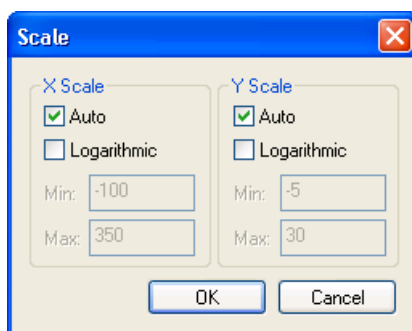 Scale
X Scale
Auto
Logarithmic
Min: -100
Max: 350
Y Scale
Auto
Logarithmic
Min: -5
Max: 30
OK
Cancel